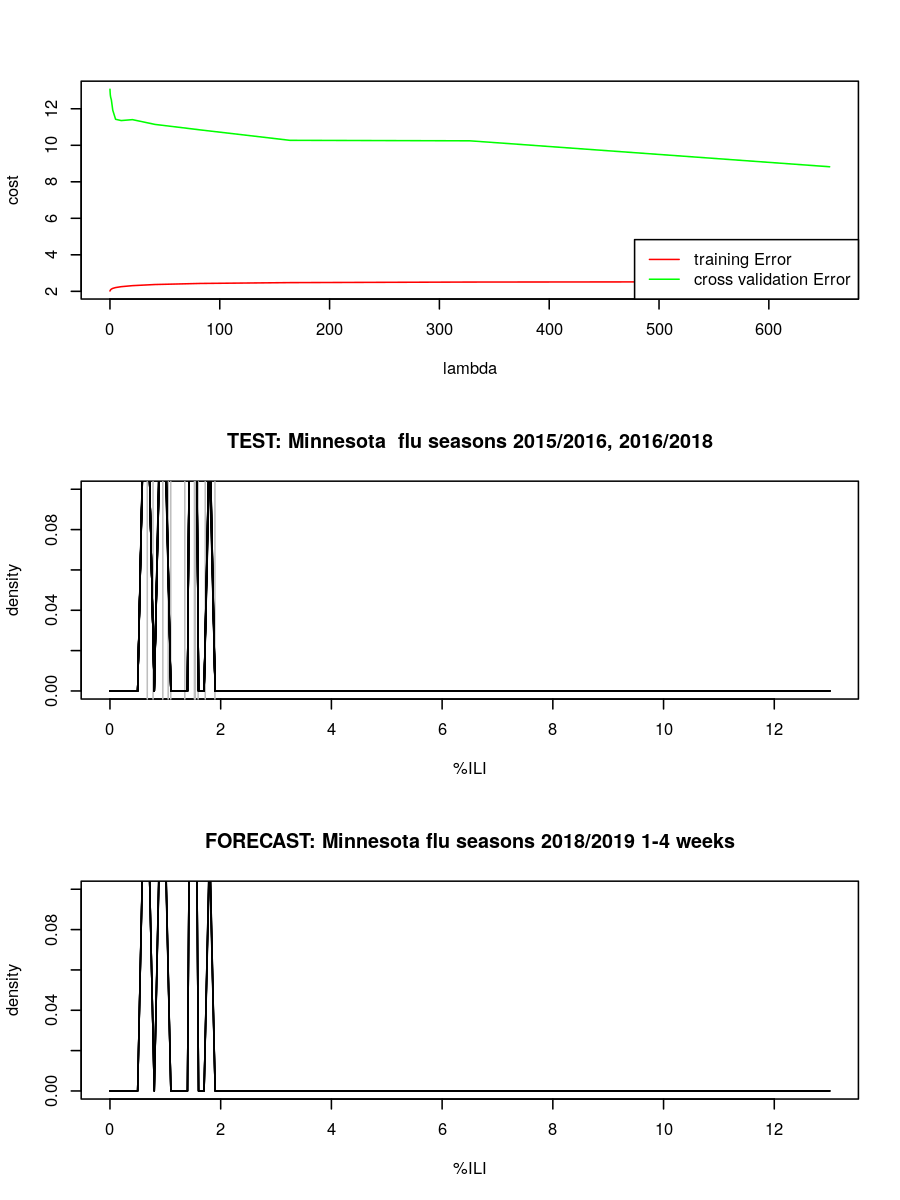 cost
12
10
8
6
4
2
training Error
cross validation Error
0 100 200 300 400 500 600
lambda
TEST: Minnesota  flu seasons 2015/2016, 2016/2018
density
0.08
0.04
0.00
0 2 4 6 8 10 12
%ILI
FORECAST: Minnesota flu seasons 2018/2019 1-4 weeks
density
0.08
0.04
0.00
0 2 4 6 8 10 12
%ILI